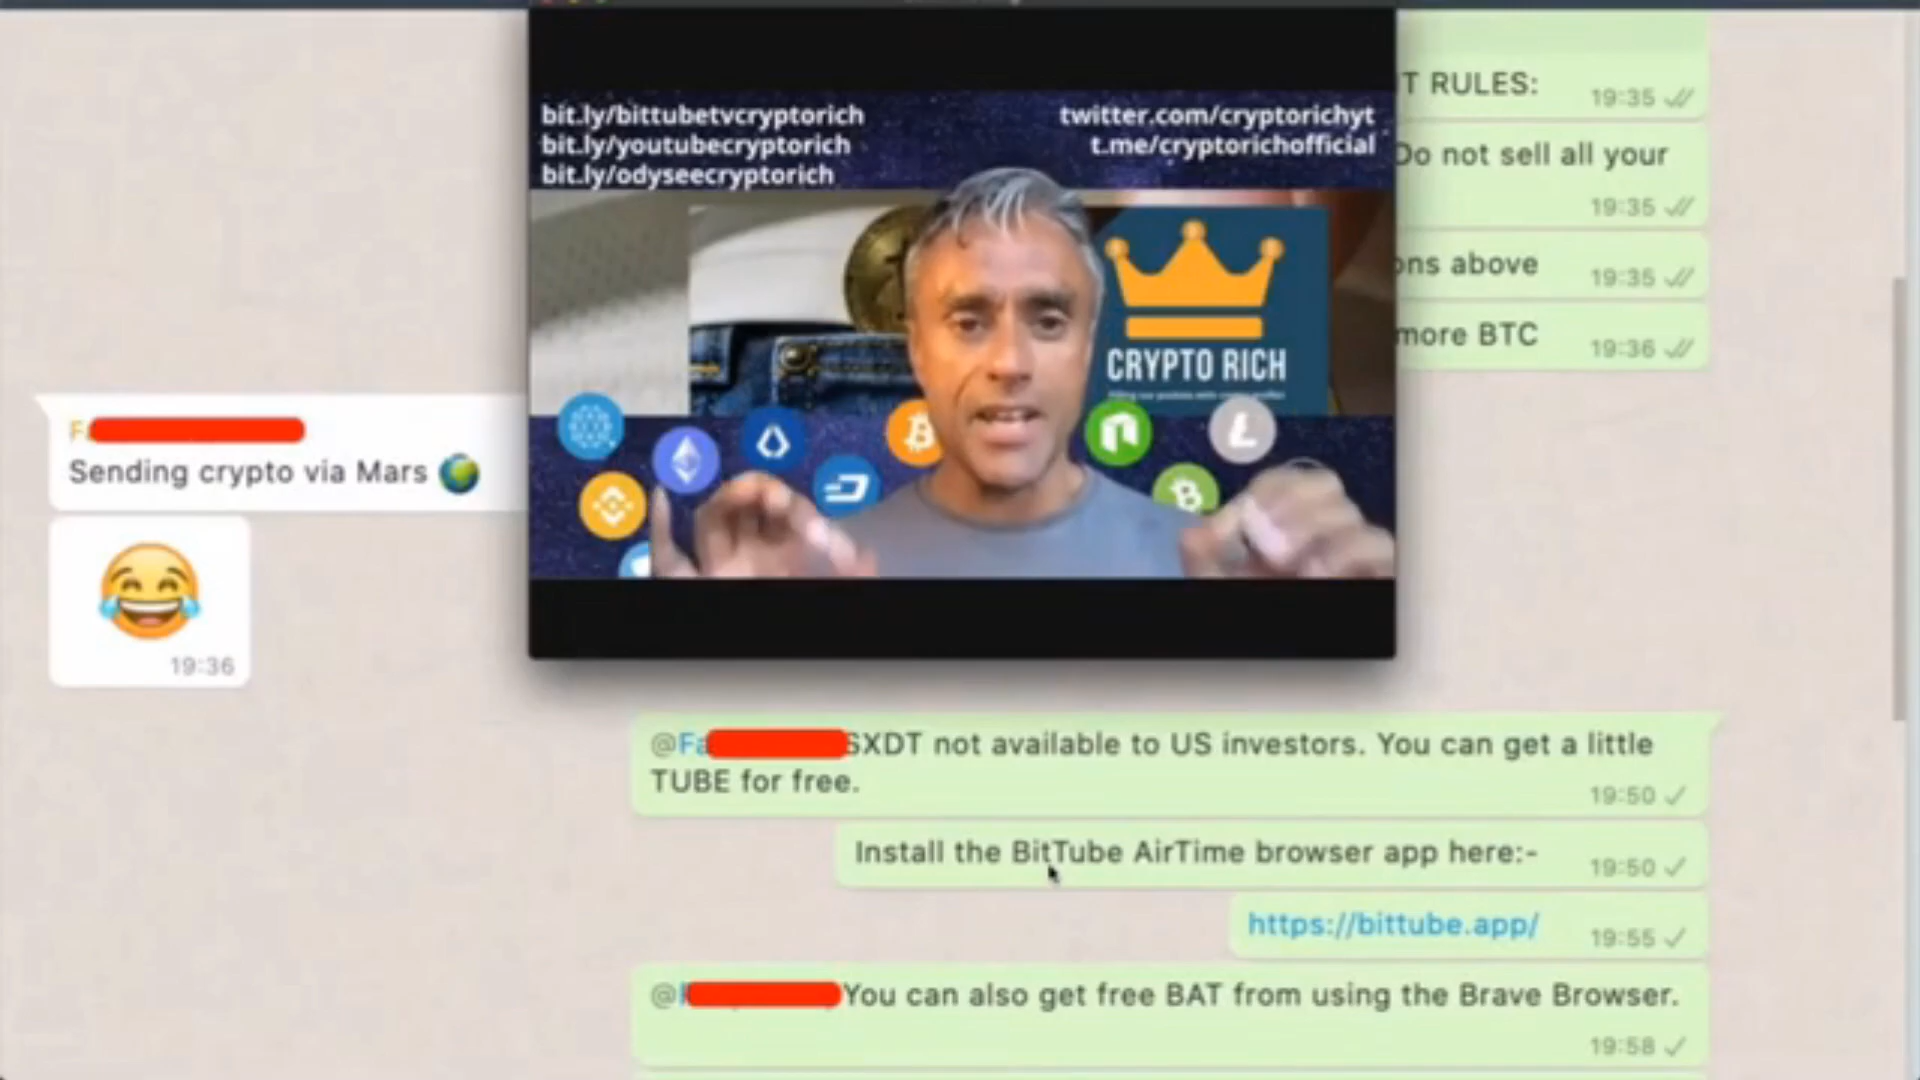 bit.ly/bittubetvcryptorich
bit.ly/youtubecryptorich
bit.ly/odyseecryptorich
twitter.com/cryptorichyt
t.me/cryptorichofficial
CRYPTO RICH
T RULES:
19:35
Do not sell all your
19:35
ons above
19:35
more BTC
19:36
Sending crypto via Mars
19:36
@Fa SXDT not available to US investors. You can get a little
TUBE for free.
19:50
Install the BitTube AirTime browser app here:-
19:50
https://bittube.app/
19:55
@ You can also get free BAT from using the Brave Browser.
19:58